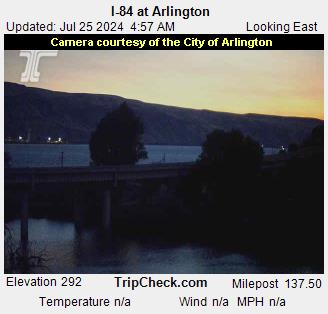 I-84 at Arlington
Updated: Jul 25 2024 4:57 AM Looking East
Camera courtesy of the City of Arlington
Elevation 292 TripCheck.com Milepost 137.50
Temperature n/a Wind n/a MPH n/a